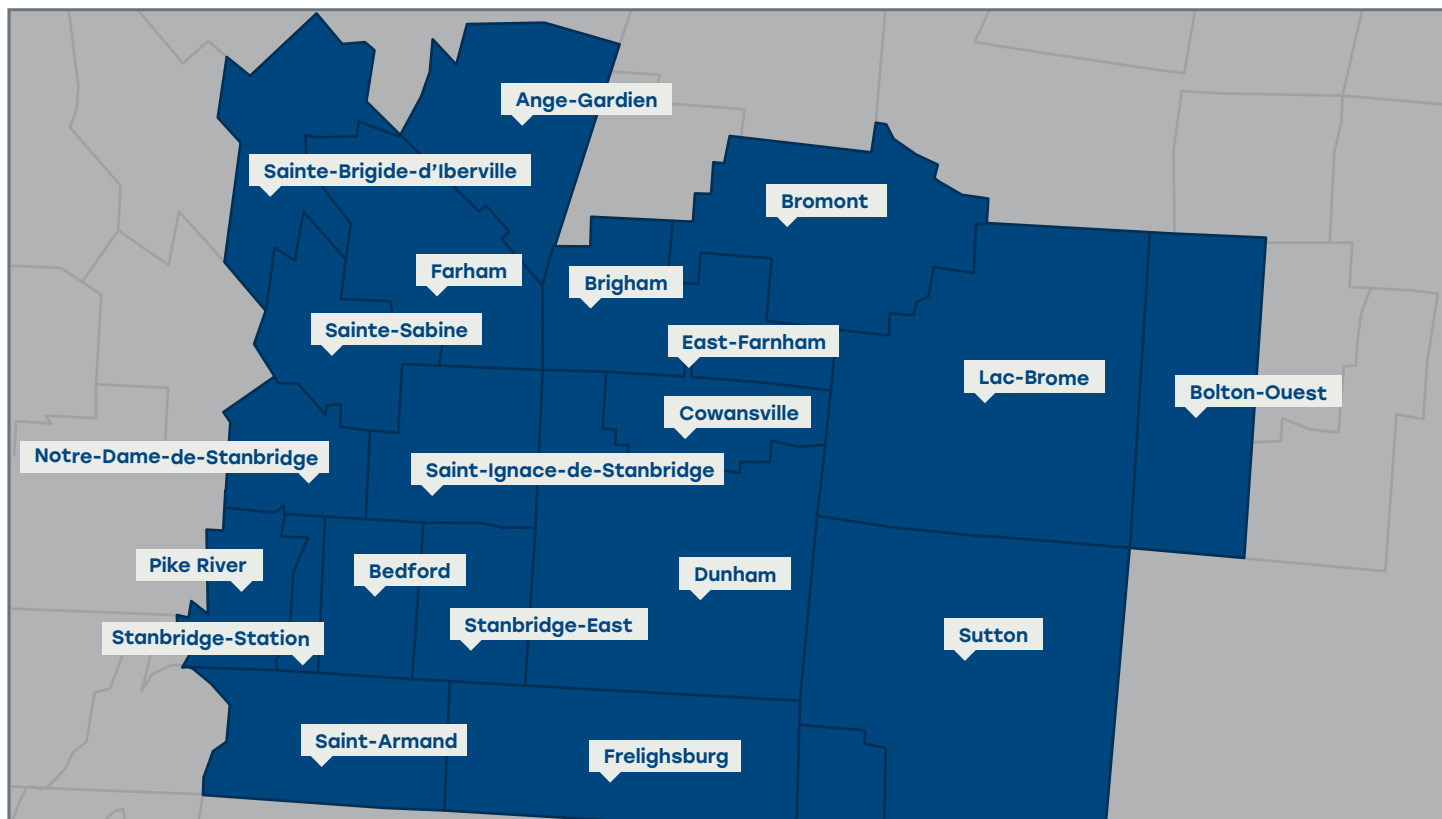 Ange-Gardien
Sainte-Brigide-d'Iberville
Bromont
Farham
Brigham
Sainte-Sabine
East-Farnham
Lac-Brome
Bolton-Ouest
Cowansville
Notre-Dame-de-Stanbridge
Saint-Ignace-de-Stanbridge
Pike River
Bedford
Dunham
Stanbridge-East
Stanbridge-Station
Sutton
Saint-Armand
Frelighsburg